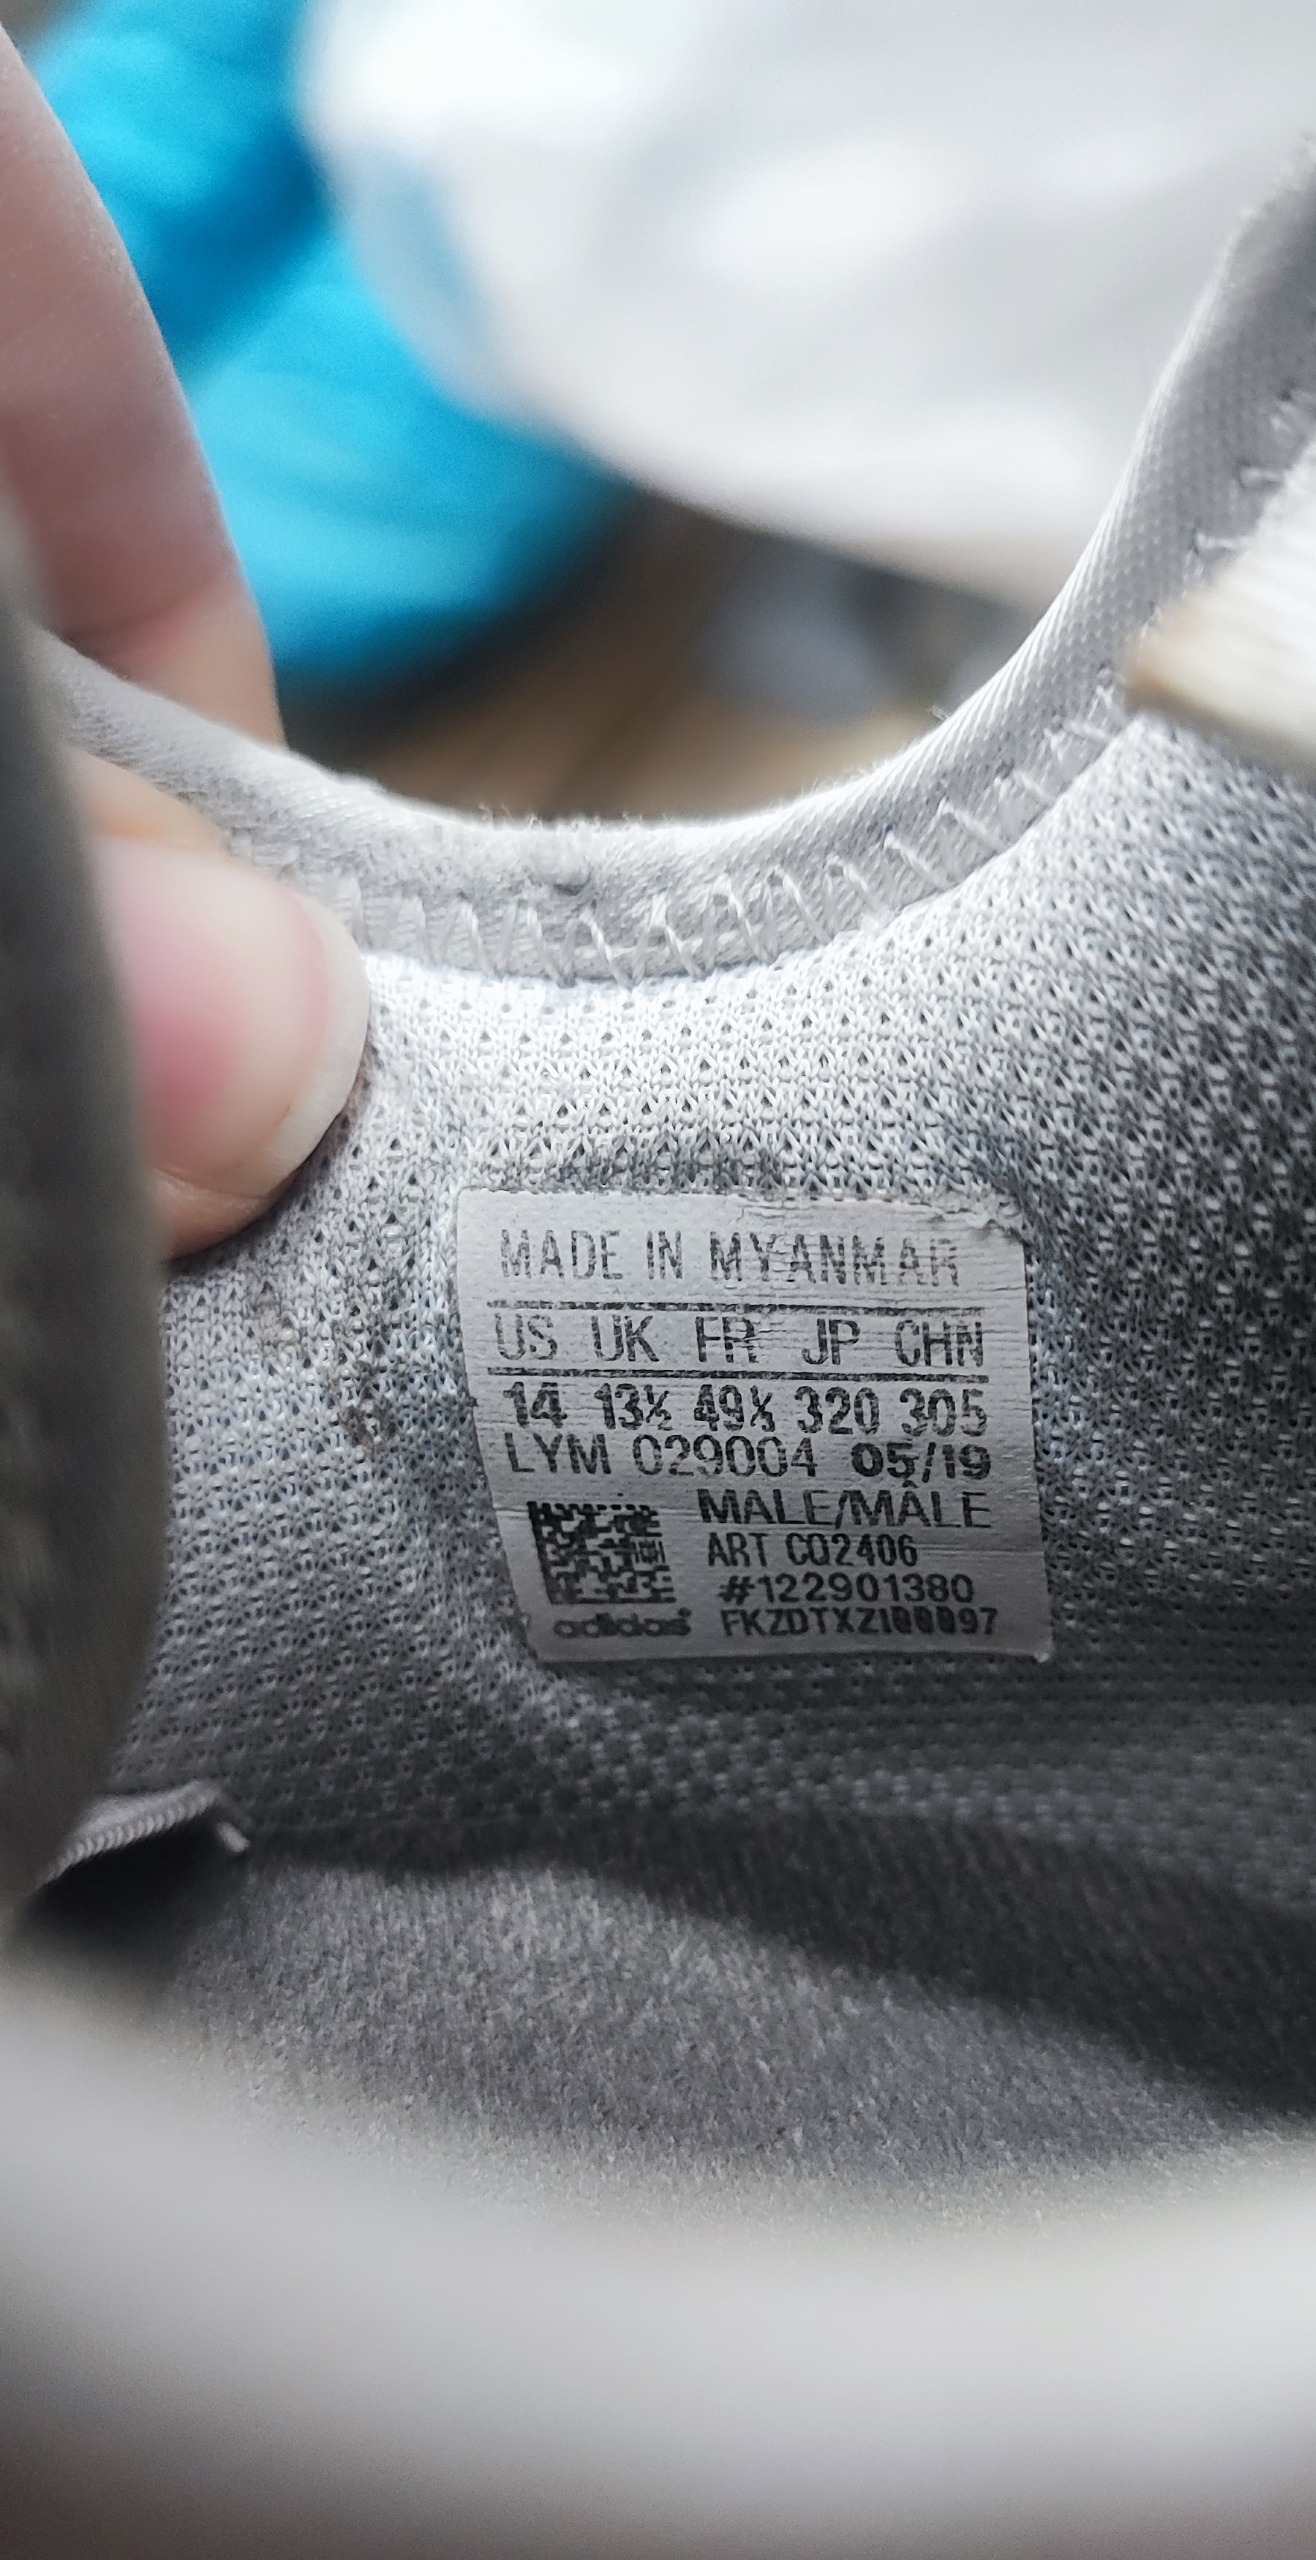 MADE IN MYANMAR
US UK FR JP CHN
14 13½ 49⅓ 320 305
LYM 029004 05/19
MALE/MÂLE
ART CQ2406
#122901380
adidas FKZDTXZI00097